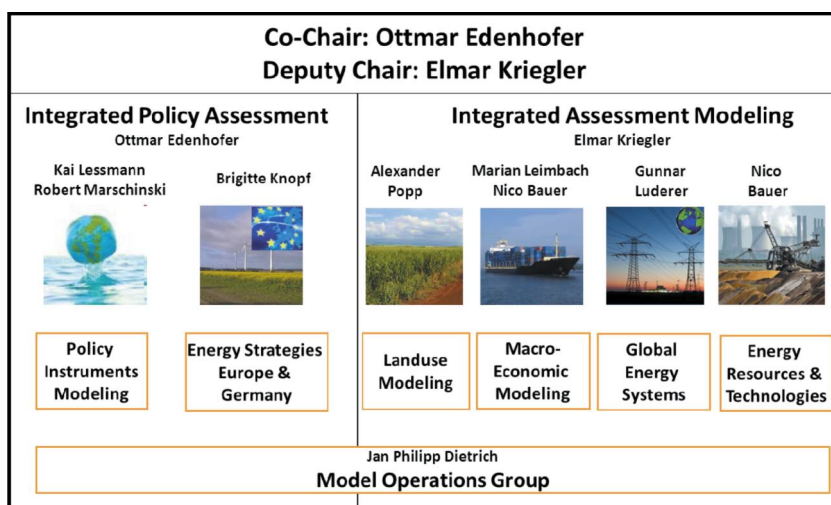 Co-Chair: Ottmar Edenhofer
Deputy Chair: Elmar Kriegler
Integrated Policy Assessment
Ottmar Edenhofer
Kai Lessmann
Robert Marschinski
Brigitte Knopf
Policy
Instruments
Modeling
Energy Strategies
Europe &
Germany
Integrated Assessment Modeling
Elmar Kriegler
Alexander
Popp
Marian Leimbach
Nico Bauer
Gunnar
Luderer
Nico
Bauer
Landuse
Modeling
Macro-
Economic
Modeling
Global
Energy
Systems
Energy
Resources &
Technologies
Jan Philipp Dietrich
Model Operations Group